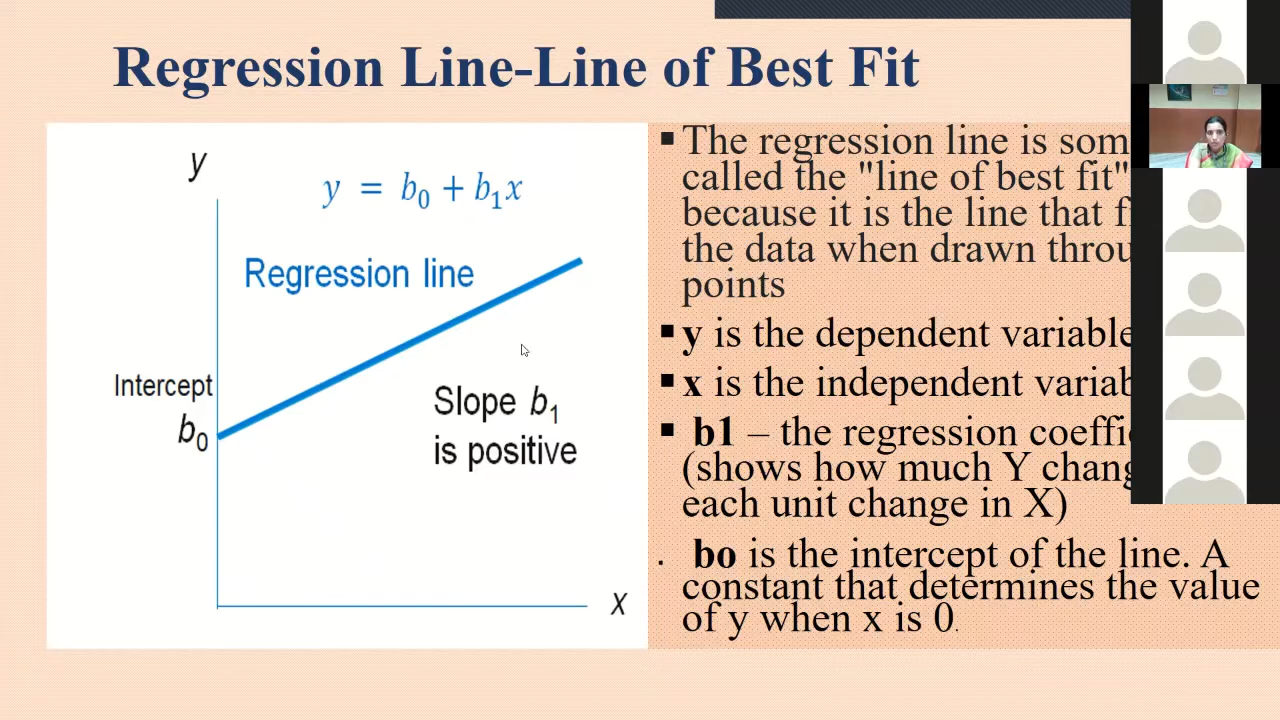 Regression Line-Line of Best Fit
y
y = b₀ + b₁x
Regression line
Intercept
b₀
Slope b₁
is positive
x
▪ The regression line is som
called the "line of best fit"
because it is the line that f
the data when drawn throu
points
▪ y is the dependent variable
▪ x is the independent variab
▪ b1 – the regression coeffi
(shows how much Y chang
each unit change in X)
. bo is the intercept of the line. A
constant that determines the value
of y when x is 0.